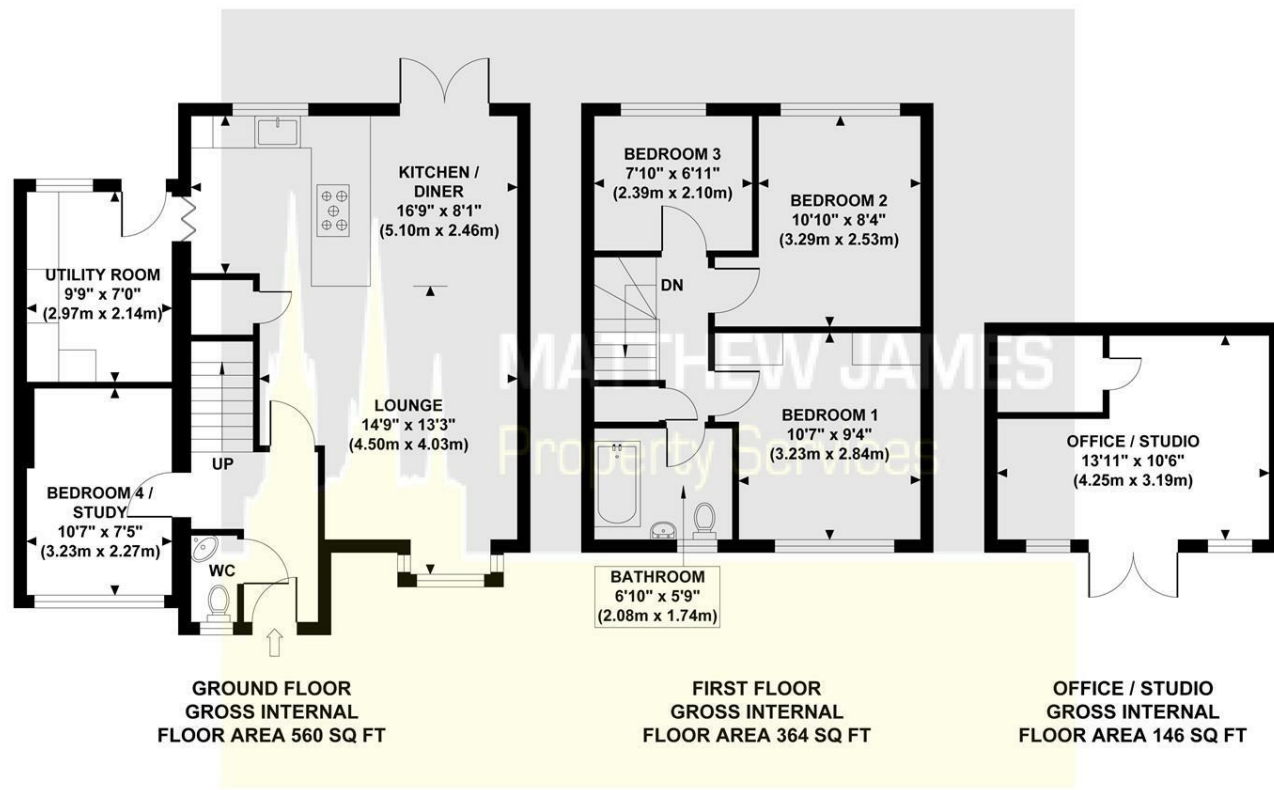 KITCHEN /
DINER
16'9" x 8'1"
(5.10m x 2.46m)
UTILITY ROOM
9'9" x 7'0"
(2.97m x 2.14m)
LOUNGE
14'9" x 13'3"
(4.50m x 4.03m)
UP
BEDROOM 4 /
STUDY
10'7" x 7'5"
(3.23m x 2.27m)
WC
GROUND FLOOR
GROSS INTERNAL
FLOOR AREA 560 SQ FT
BEDROOM 3
7'10" x 6'11"
(2.39m x 2.10m)
BEDROOM 2
10'10" x 8'4"
(3.29m x 2.53m)
DN
MATTHEW JAMES
Property Services
BEDROOM 1
10'7" x 9'4"
(3.23m x 2.84m)
BATHROOM
6'10" x 5'9"
(2.08m x 1.74m)
FIRST FLOOR
GROSS INTERNAL
FLOOR AREA 364 SQ FT
OFFICE / STUDIO
13'11" x 10'6"
(4.25m x 3.19m)
OFFICE / STUDIO
GROSS INTERNAL
FLOOR AREA 146 SQ FT